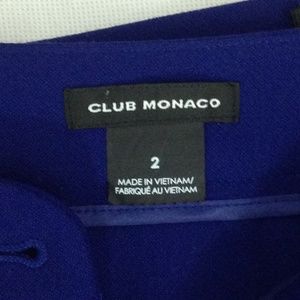 CLUB MONACO
2
MADE IN VIETNAM/
FABRIQUÉ AU VIETNAM